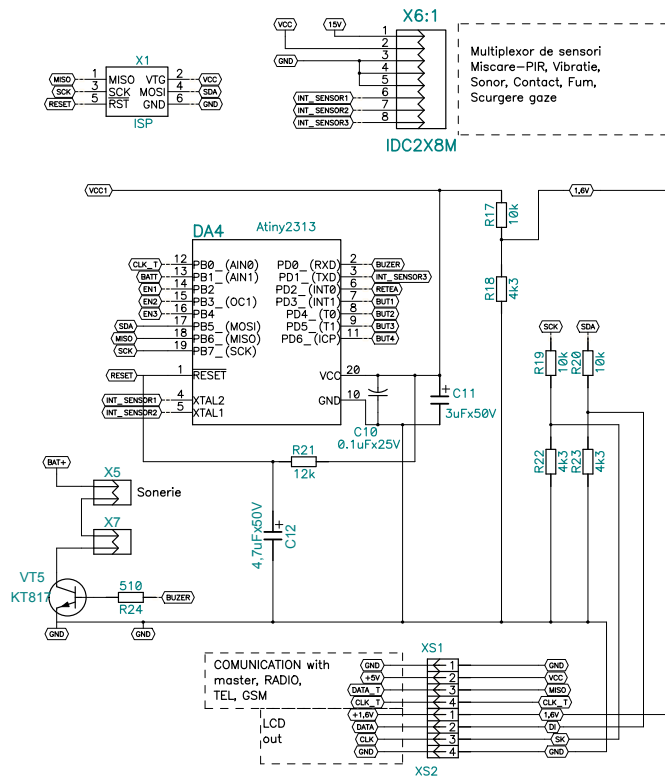 X6:1
VCC
15V
1
2
GND
3
4
5
INT_SENSOR1
6
INT_SENSOR2
7
INT_SENSOR3
8
IDC2X8M
Multiplexor de sensori
Miscare-PIR, Vibratie,
Sonor, Contact, Fum,
Scurgere gaze
X1
MISO 1 MISO VTG 2 VCC
SCK 3 SCK MOSI 4 SDA
RESET 5 RST GND 6 GND
ISP
VCC1
1,6V
R17
10k
R18
4k3
DA4
Atiny2313
CLK_T 12 PB0_(AIN0) PD0_(RXD) 2 BUZER
BATT 13 PB1_(AIN1) PD1_(TXD) 3 INT_SENSOR3
EN1 14 PB2 PD2_(INT0) 6 RETEA
EN2 15 PB3_(OC1) PD3_(INT1) 7 BUT1
EN3 16 PB4 PD4_(T0) 8 BUT2
SDA 17 PB5_(MOSI) PD5_(T1) 9 BUT3
MISO 18 PB6_(MISO) PD6_(ICP) 11 BUT4
SCK 19 PB7_(SCK)
RESET 1 RESET VCC 20
INT_SENSOR1 4 XTAL2 GND 10
INT_SENSOR2 5 XTAL1
C10
0.1uFx25V
+
C11
3uFx50V
SCK
SDA
R19
10k
R20
10k
R22
4k3
R23
4k3
R21
12k
+
4,7uFx50V
C12
BAT+
X5
Sonerie
X7
VT5
KT817
510
R24
BUZER
GND
GND
COMUNICATION with
master, RADIO,
TEL, GSM
LCD
out
XS1
GND 1 GND
+5V 2 VCC
DATA_T 3 MISO
CLK_T 4 CLK_T
+1,6V 1 1,6V
DATA 2 DI
CLK 3 SK
GND 4 GND
XS2